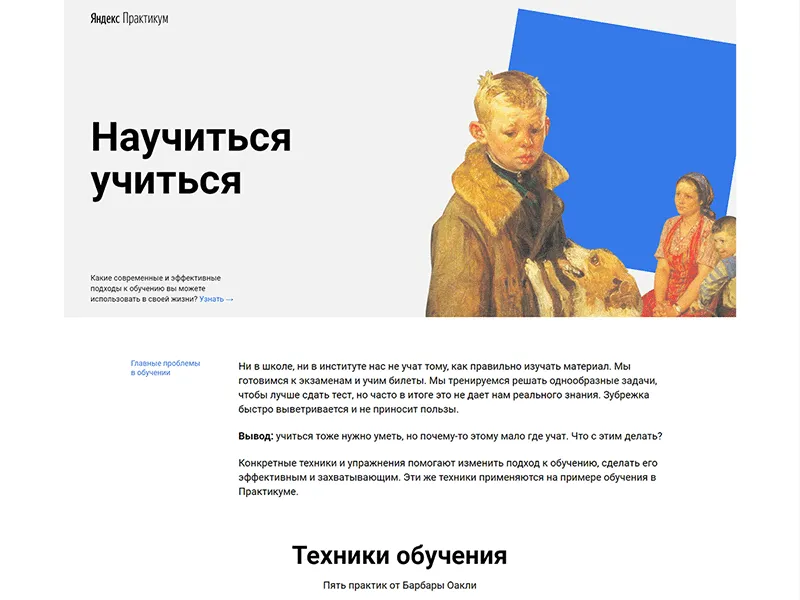 Яндекс Практикум
Научиться
учиться
Какие современные и эффективные
подходы к обучению вы можете
использовать в своей жизни? Узнать →
Главные проблемы
в обучении
Ни в школе, ни в институте нас не учат тому, как правильно изучать материал. Мы
готовимся к экзаменам и учим билеты. Мы тренируемся решать однообразные задачи,
чтобы лучше сдать тест, но часто в итоге это не дает нам реального знания. Зубрежка
быстро выветривается и не приносит пользы.
Вывод: учиться тоже нужно уметь, но почему-то этому мало где учат. Что с этим делать?
Конкретные техники и упражнения помогают изменить подход к обучению, сделать его
эффективным и захватывающим. Эти же техники применяются на примере обучения в
Практикуме.
Техники обучения
Пять практик от Барбары Оакли